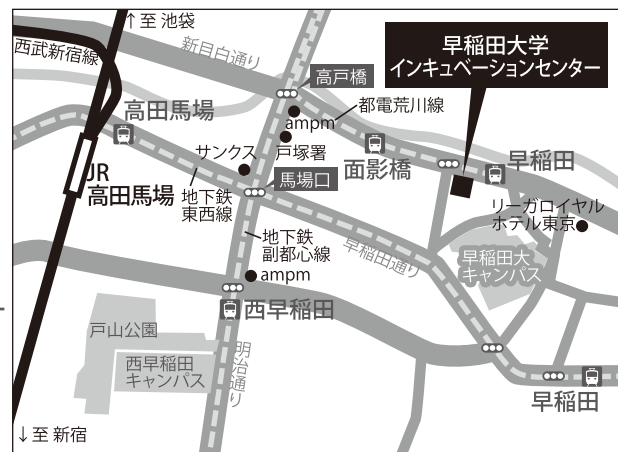 ↑至 池袋
西武新宿線
新目白通り
早稲田大学
インキュベーションセンター
高戸橋
高田馬場
ampm
都電荒川線
戸塚署
サンクス
面影橋
早稲田
JR
高田馬場
地下鉄
東西線
馬場口
リーガロイヤル
ホテル東京
地下鉄
副都心線
早稲田通り
早稲田大
キャンパス
ampm
西早稲田
戸山公園
西早稲田
キャンパス
明治通り
早稲田
↓至 新宿